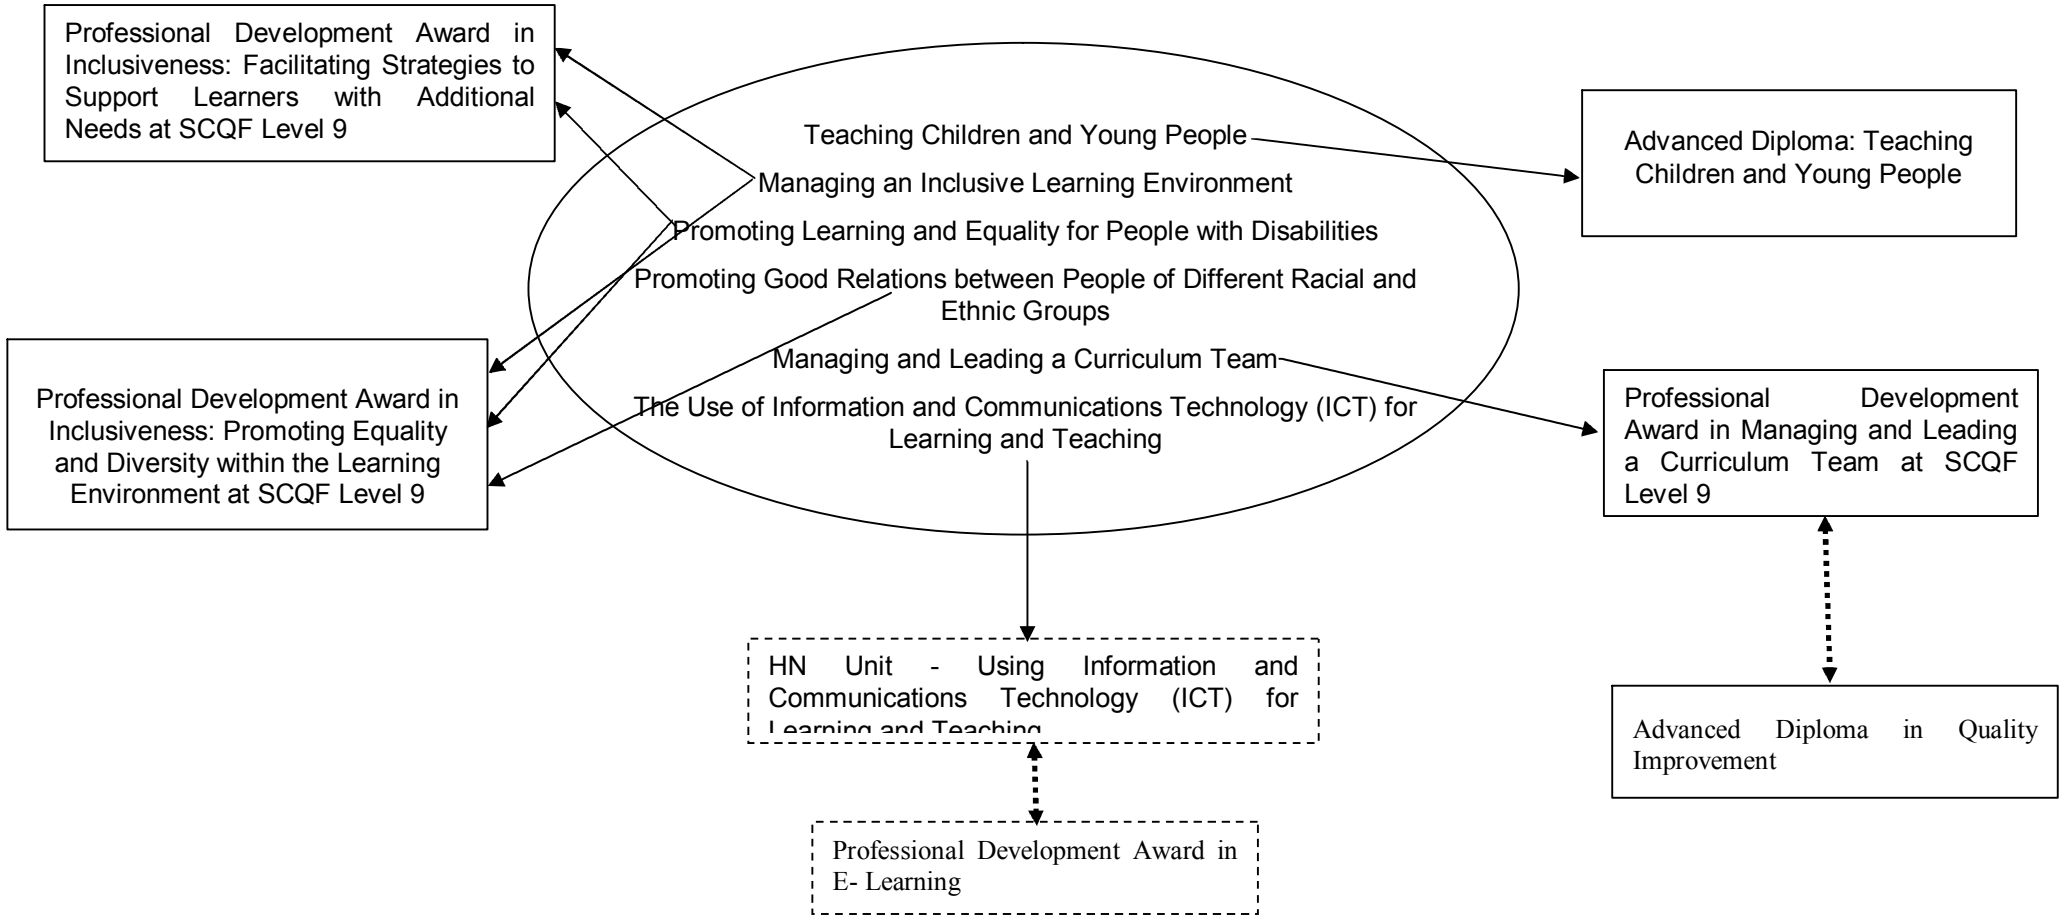 Professional Development Award in
Inclusiveness: Facilitating Strategies to
Support Learners with Additional
Needs at SCQF Level 9
Teaching Children and Young People
Managing an Inclusive Learning Environment
Promoting Learning and Equality for People with Disabilities
Promoting Good Relations between People of Different Racial and
Ethnic Groups
Managing and Leading a Curriculum Team
The Use of Information and Communications Technology (ICT) for
Learning and Teaching
Advanced Diploma: Teaching
Children and Young People
Professional Development Award in
Inclusiveness: Promoting Equality
and Diversity within the Learning
Environment at SCQF Level 9
Professional Development
Award in Managing and Leading
a Curriculum Team at SCQF
Level 9
HN Unit - Using Information and
Communications Technology (ICT) for
Learning and Teaching
Advanced Diploma in Quality
Improvement
Professional Development Award in
E- Learning